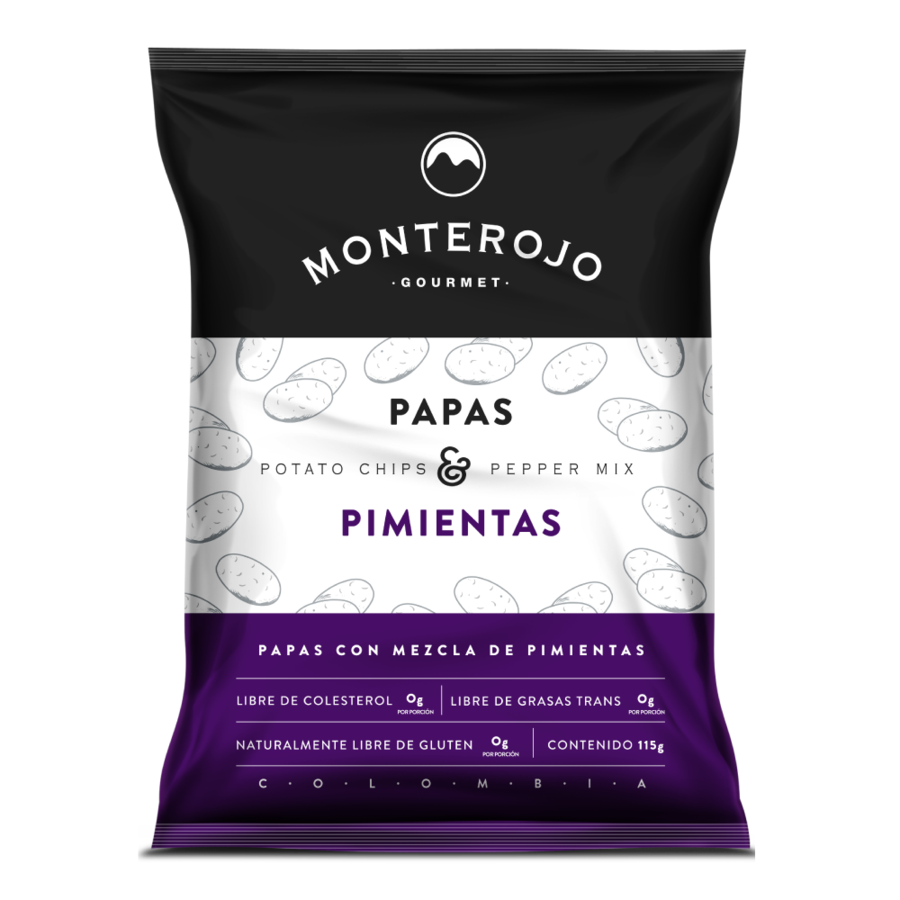 MONTEROJO
·GOURMET·
PAPAS
POTATO CHIPS & PEPPER MIX
PIMIENTAS
PAPAS CON MEZCLA DE PIMIENTAS
LIBRE DE COLESTEROL 0g POR PORCIÓN LIBRE DE GRASAS TRANS 0g POR PORCIÓN
NATURALMENTE LIBRE DE GLUTEN 0g POR PORCIÓN CONTENIDO 115g
C · O · L · O · M · B · I · A